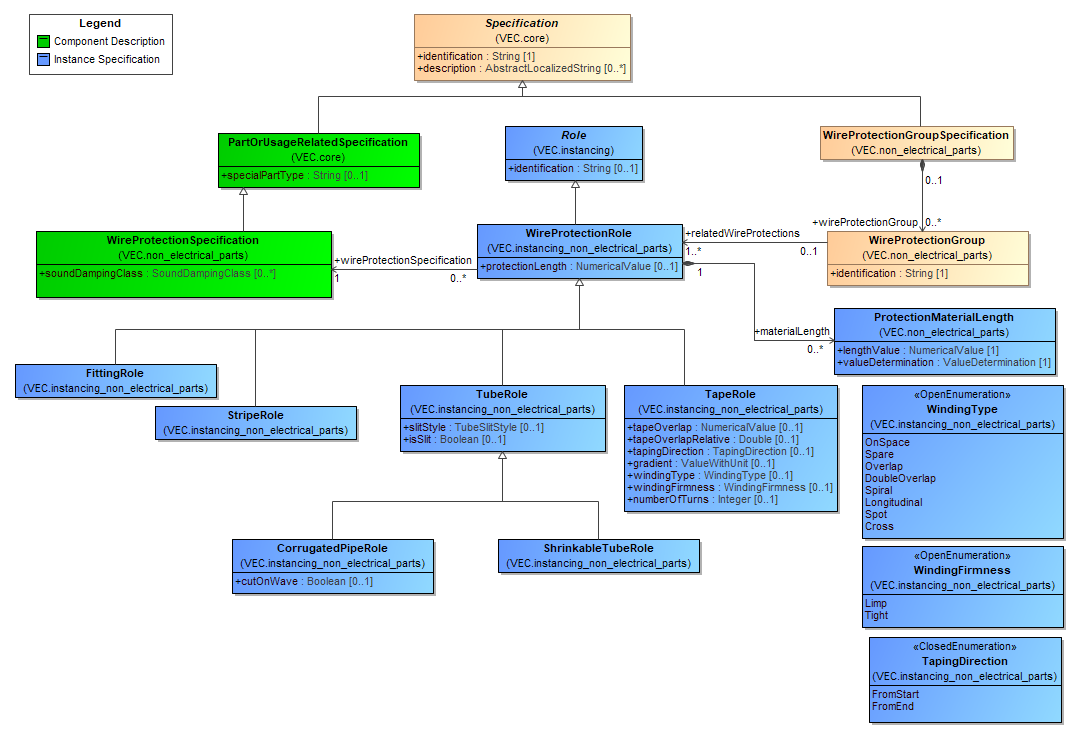 Legend
Component Description
Instance Specification
Specification
(VEC.core)
+identification : String [1]
+description : AbstractLocalizedString [0..*]
PartOrUsageRelatedSpecification
(VEC.core)
+specialPartType : String [0..1]
Role
(VEC.instancing)
+identification : String [0..1]
WireProtectionGroupSpecification
(VEC.non_electrical_parts)
0..1
+wireProtectionGroup
0..*
WireProtectionSpecification
(VEC.non_electrical_parts)
+soundDampingClass : SoundDampingClass [0..*]
+wireProtectionSpecification
1
0..*
WireProtectionRole
(VEC.instancing_non_electrical_parts)
+protectionLength : NumericalValue [0..1]
+relatedWireProtections
1..*
0..1
1
WireProtectionGroup
(VEC.non_electrical_parts)
+identification : String [1]
+materialLength
0..*
ProtectionMaterialLength
(VEC.non_electrical_parts)
+lengthValue : NumericalValue [1]
+valueDetermination : ValueDetermination [1]
FittingRole
(VEC.instancing_non_electrical_parts)
StripeRole
(VEC.instancing_non_electrical_parts)
TubeRole
(VEC.instancing_non_electrical_parts)
+slitStyle : TubeSlitStyle [0..1]
+isSlit : Boolean [0..1]
TapeRole
(VEC.instancing_non_electrical_parts)
+tapeOverlap : NumericalValue [0..1]
+tapeOverlapRelative : Double [0..1]
+tapingDirection : TapingDirection [0..1]
+gradient : ValueWithUnit [0..1]
+windingType : WindingType [0..1]
+windingFirmness : WindingFirmness [0..1]
+numberOfTurns : Integer [0..1]
«OpenEnumeration»
WindingType
(VEC.instancing_non_electrical_parts)
OnSpace
Spare
Overlap
DoubleOverlap
Spiral
Longitudinal
Spot
Cross
CorrugatedPipeRole
(VEC.instancing_non_electrical_parts)
+cutOnWave : Boolean [0..1]
ShrinkableTubeRole
(VEC.instancing_non_electrical_parts)
«OpenEnumeration»
WindingFirmness
(VEC.instancing_non_electrical_parts)
Limp
Tight
«ClosedEnumeration»
TapingDirection
(VEC.instancing_non_electrical_parts)
FromStart
FromEnd